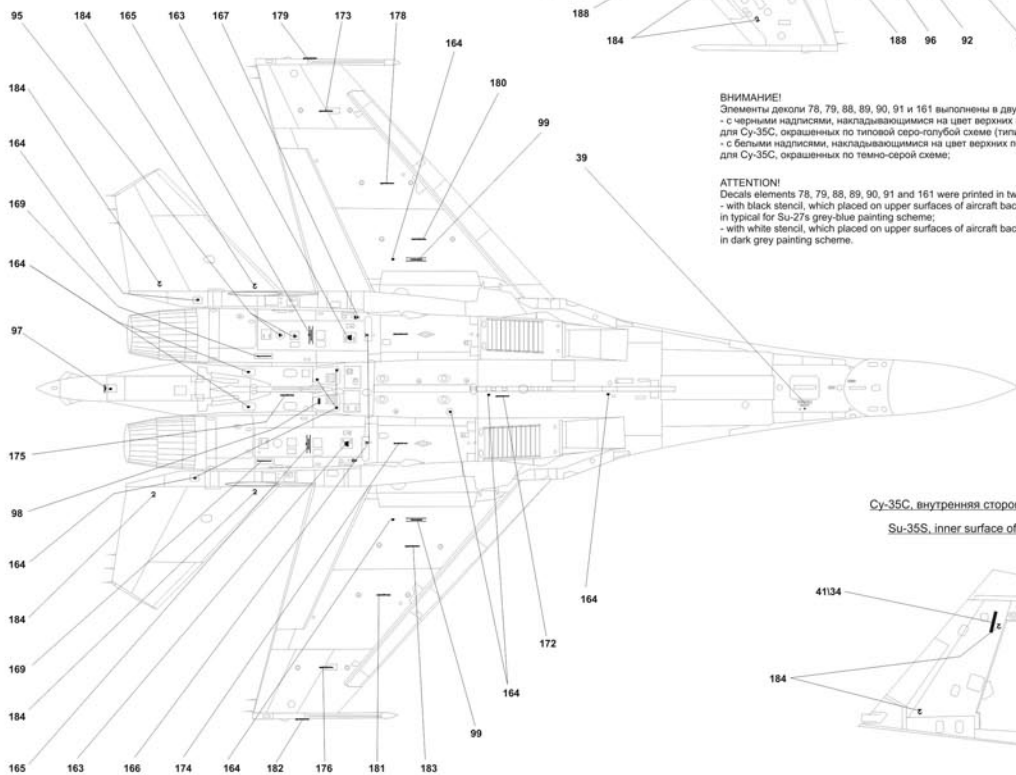 95 184 165 163 167 179 173 178
188
184
164
188 96 92
184
180
164
99
39
169
164
97
ВНИМАНИЕ!
Элементы деколи 78, 79, 88, 89, 90, 91 и 161 выполнены в дву
- с черными надписями, накладывающимися на цвет верхних
для Су-35С, окрашенных по типовой серо-голубой схеме (типи
- с белыми надписями, накладывающимися на цвет верхних п
для Су-35С, окрашенных по темно-серой схеме;
ATTENTION!
Decals elements 78, 79, 88, 89, 90, 91 and 161 were printed in tw
- with black stencil, which placed on upper surfaces of aircraft bac
in typical for Su-27s grey-blue painting scheme;
- with white stencil, which placed on upper surfaces of aircraft bac
in dark grey painting scheme.
175
98
164
184
169
184
165 163 166 174 164 182 176 181 183
99
164
172
164
Су-35С, внутренняя сторо
Su-35S, inner surface of
41\34
184